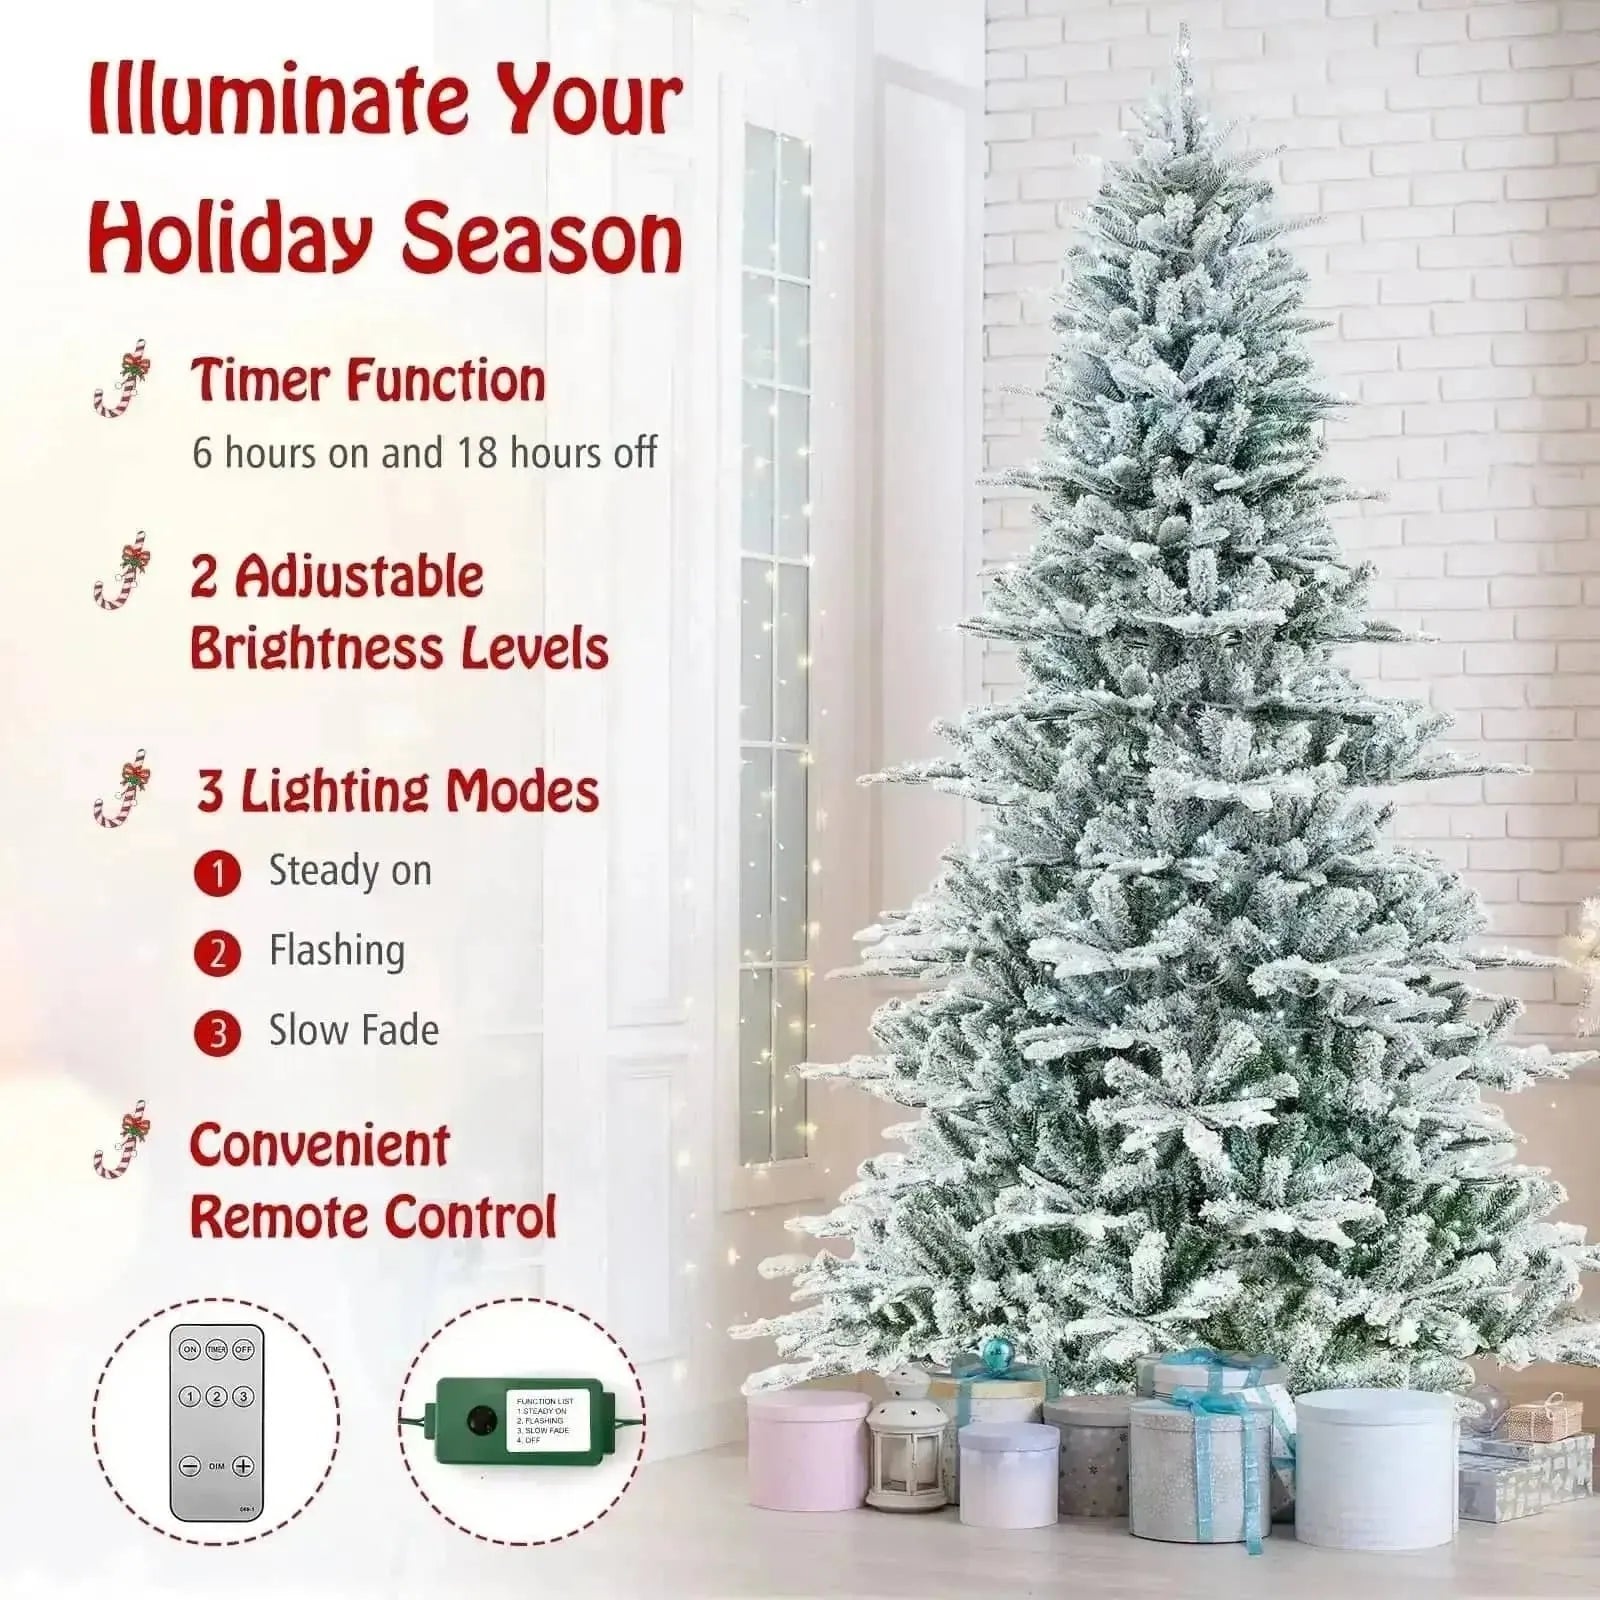 Illuminate Your
Holiday Season
Timer Function
6 hours on and 18 hours off
2 Adjustable
Brightness Levels
3 Lighting Modes
1 Steady on
2 Flashing
3 Slow Fade
Convenient
Remote Control
ON TIMER OFF
1 2 3
− DIM +
FUNCTION LIST
1.STEADY ON
2. FLASHING
3. SLOW FADE
4. OFF